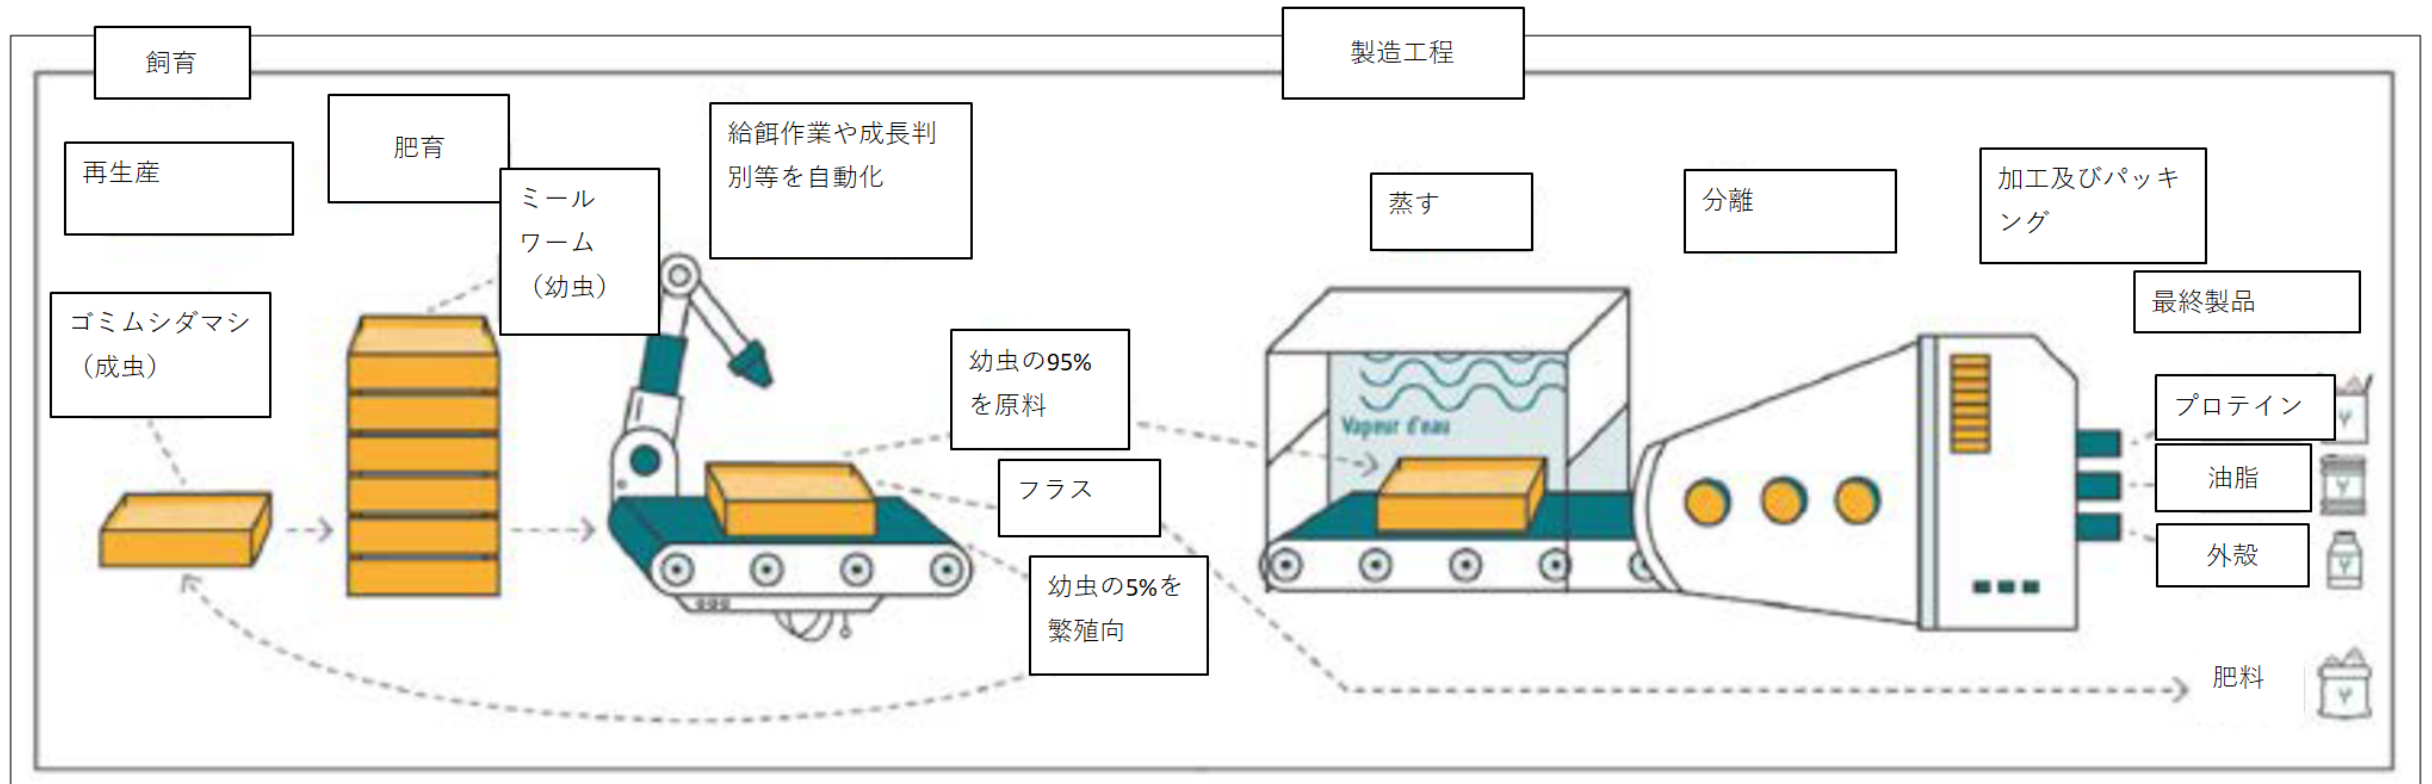 飼育
製造工程
再生産
肥育
ミール
ワーム
（幼虫）
給餌作業や成長判
別等を自動化
ゴミムシダマシ
（成虫）
幼虫の95%
を原料
フラス
幼虫の5%を
繁殖向
蒸す
Vapeur d'eau
分離
加工及びパッキ
ング
最終製品
プロテイン
油脂
外殻
肥料
Y
Y
Y
Y